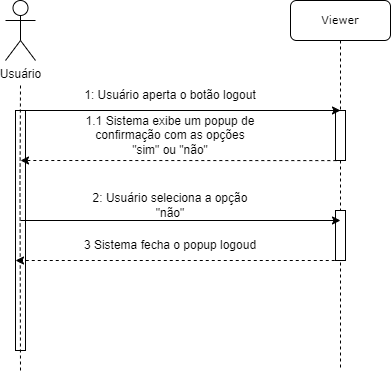 Viewer
Usuário
1: Usuário aperta o botão logout
1.1 Sistema exibe um popup de
confirmação com as opções
"sim" ou "não"
2: Usuário seleciona a opção
"não"
3 Sistema fecha o popup logoud